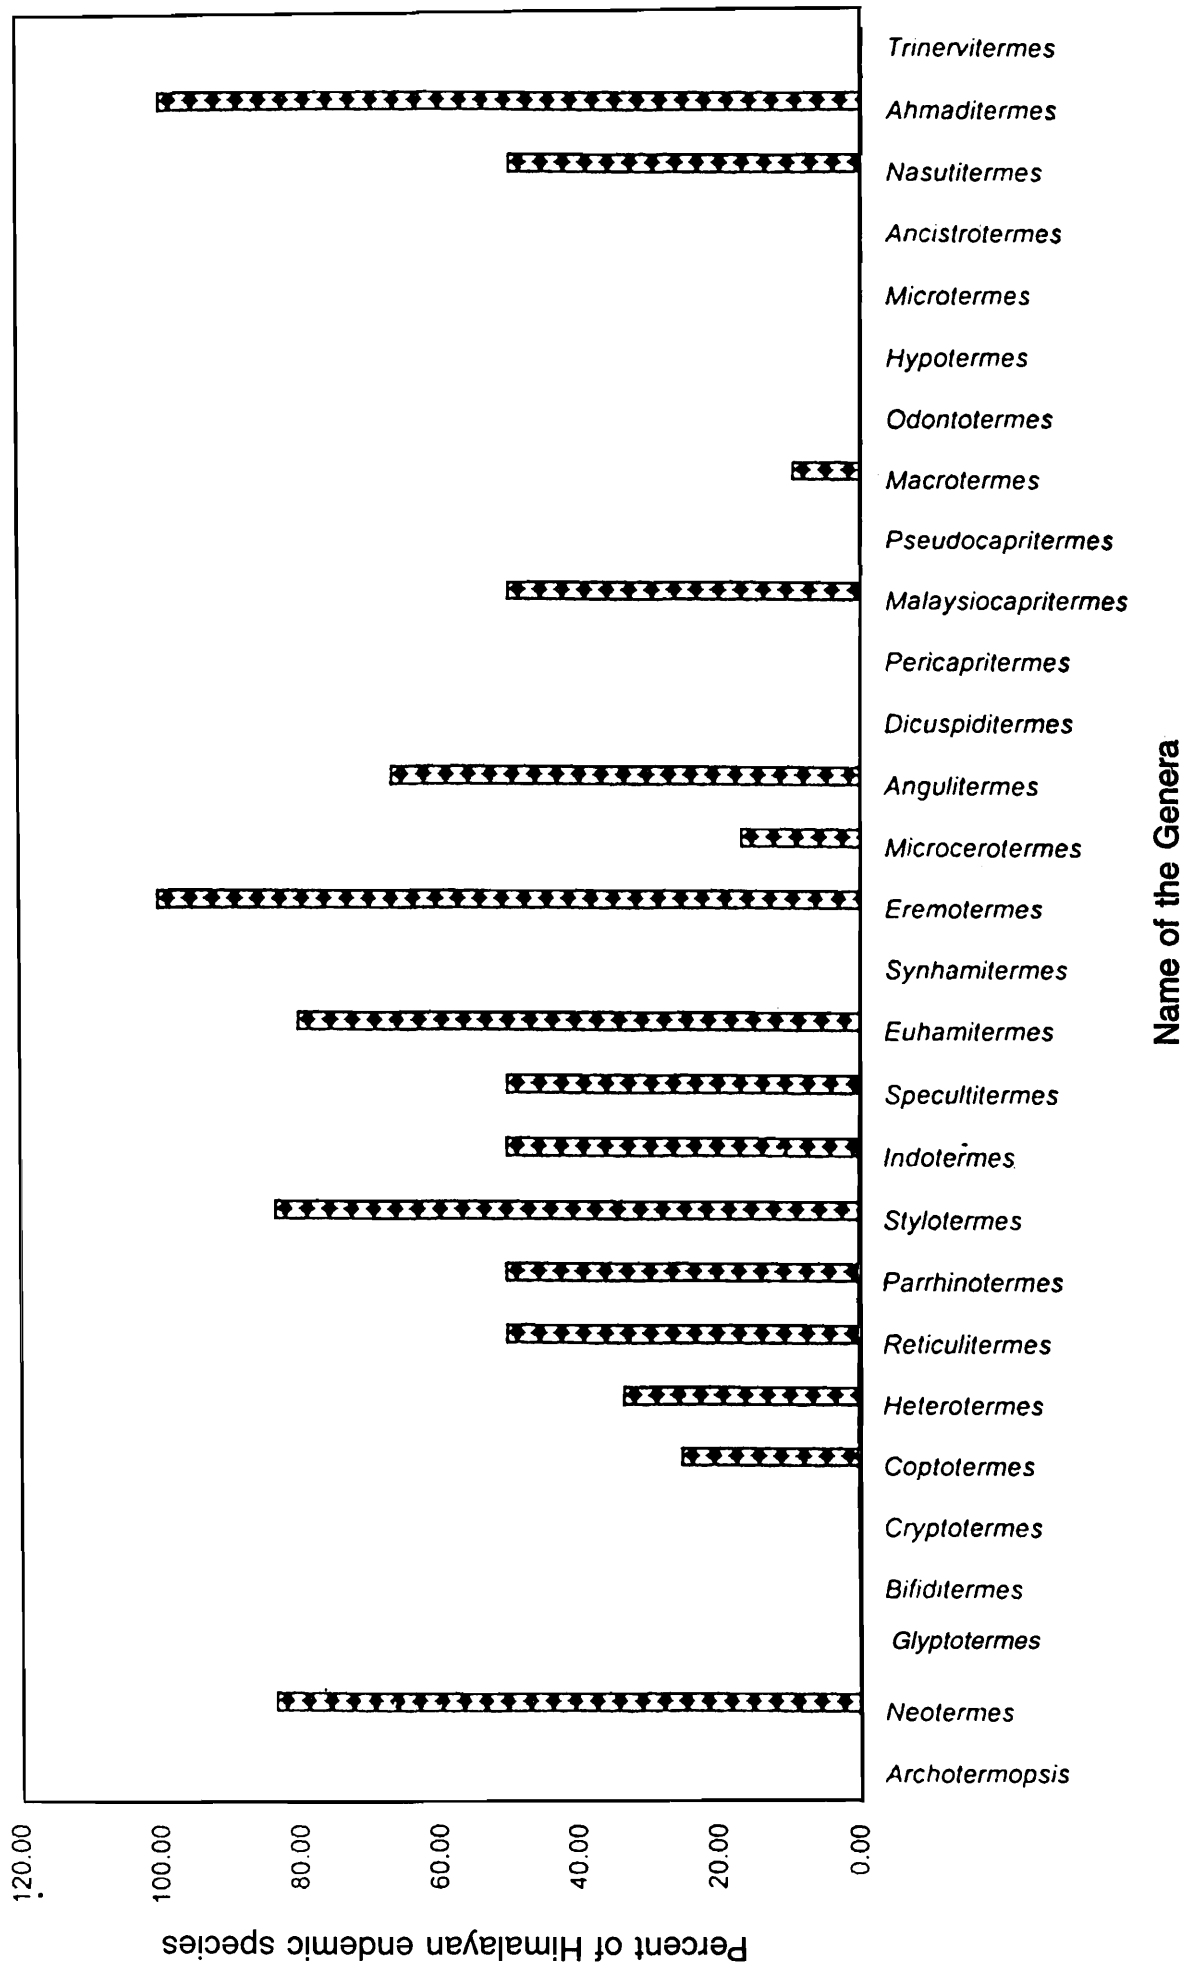 Trinervitermes
Ahmaditermes
Nasutitermes
Ancistrotermes
Microtermes
Hypotermes
Odontotermes
Macrotermes
Pseudocapritermes
Malaysiocapritermes
Pericapritermes
Dicuspiditermes
Angulitermes
Microcerotermes
Eremotermes
Synhamitermes
Euhamitermes
Specultitermes
Indotermes
Stylotermes
Parrhinotermes
Reticulitermes
Heterotermes
Coptotermes
Cryptotermes
Bifiditermes
Glyptotermes
Neotermes
Archotermopsis
Name of the Genera
120.00
100.00
80.00
60.00
40.00
20.00
0.00
Percent of Himalayan endemic species